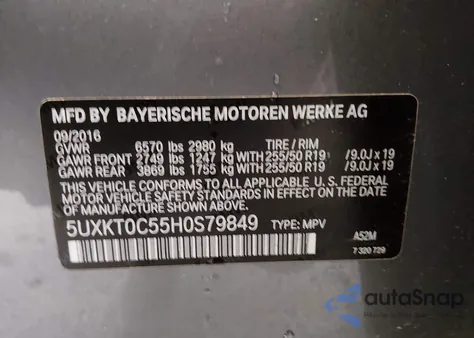 MFD BY BAYERISCHE MOTOREN WERKE AG
09/2016
GVWR 6570 lbs 2980 kg TIRE / RIM
GAWR FRONT 2749 lbs 1247 kg WITH 255/50 R19 /9.0J x 19
GAWR REAR 3869 lbs 1755 kg WITH 255/50 R19 /9.0J x 19
THIS VEHICLE CONFORMS TO ALL APPLICABLE U. S. FEDERAL
MOTOR VEHICLE SAFETY STANDARDS IN EFFECT ON THE
DATE OF MANUFACTURE SHOWN ABOVE.
5UXKT0C55H0S79849 TYPE: MPV
A52M
7 320 729
autoSnap